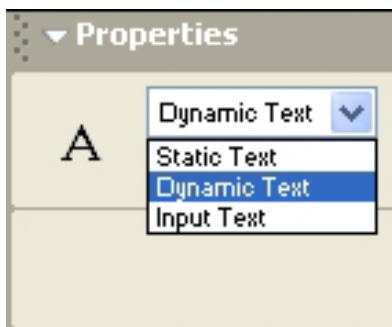 Properties
A
Dynamic Text
Static Text
Dynamic Text
Input Text